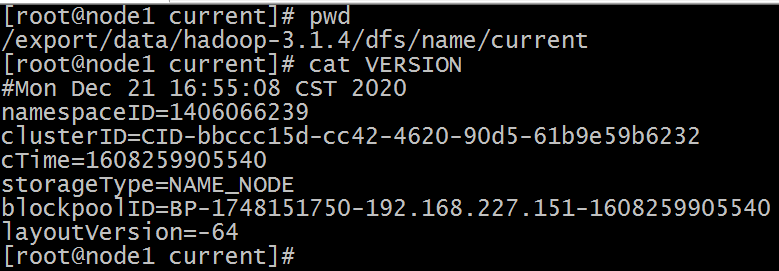 [root@node1 current]# pwd
/export/data/hadoop-3.1.4/dfs/name/current
[root@node1 current]# cat VERSION
#Mon Dec 21 16:55:08 CST 2020
namespaceID=1406066239
clusterID=CID-bbccc15d-cc42-4620-90d5-61b9e59b6232
cTime=1608259905540
storageType=NAME_NODE
blockpoolID=BP-1748151750-192.168.227.151-1608259905540
layoutVersion=-64
[root@node1 current]#